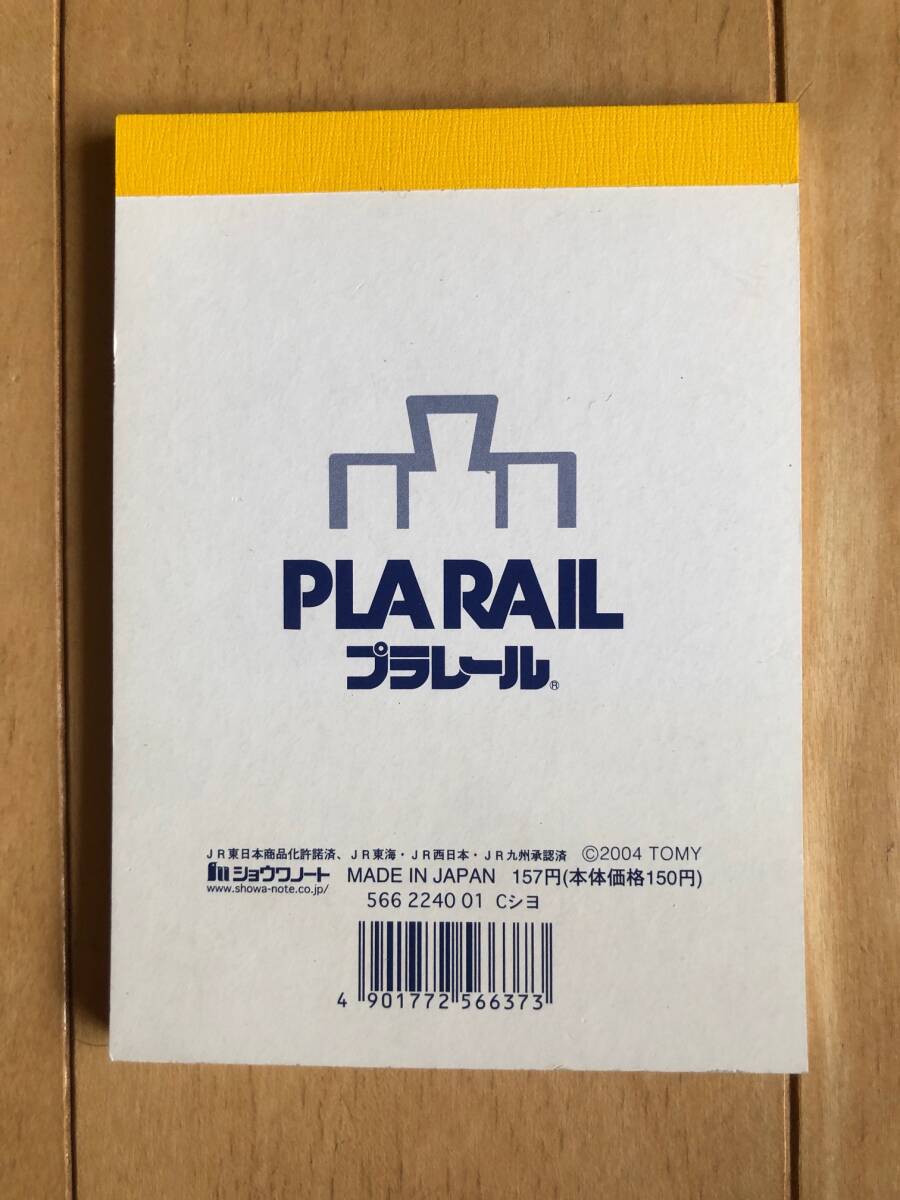 PLARAIL
プラレール®
JR東日本商品化許諾済、JR東海・JR西日本・JR九州承認済 ©2004 TOMY
ショウワノート MADE IN JAPAN 157円(本体価格150円)
www.showa-note.co.jp/
566 2240 01 Cショ
4 901772 566373